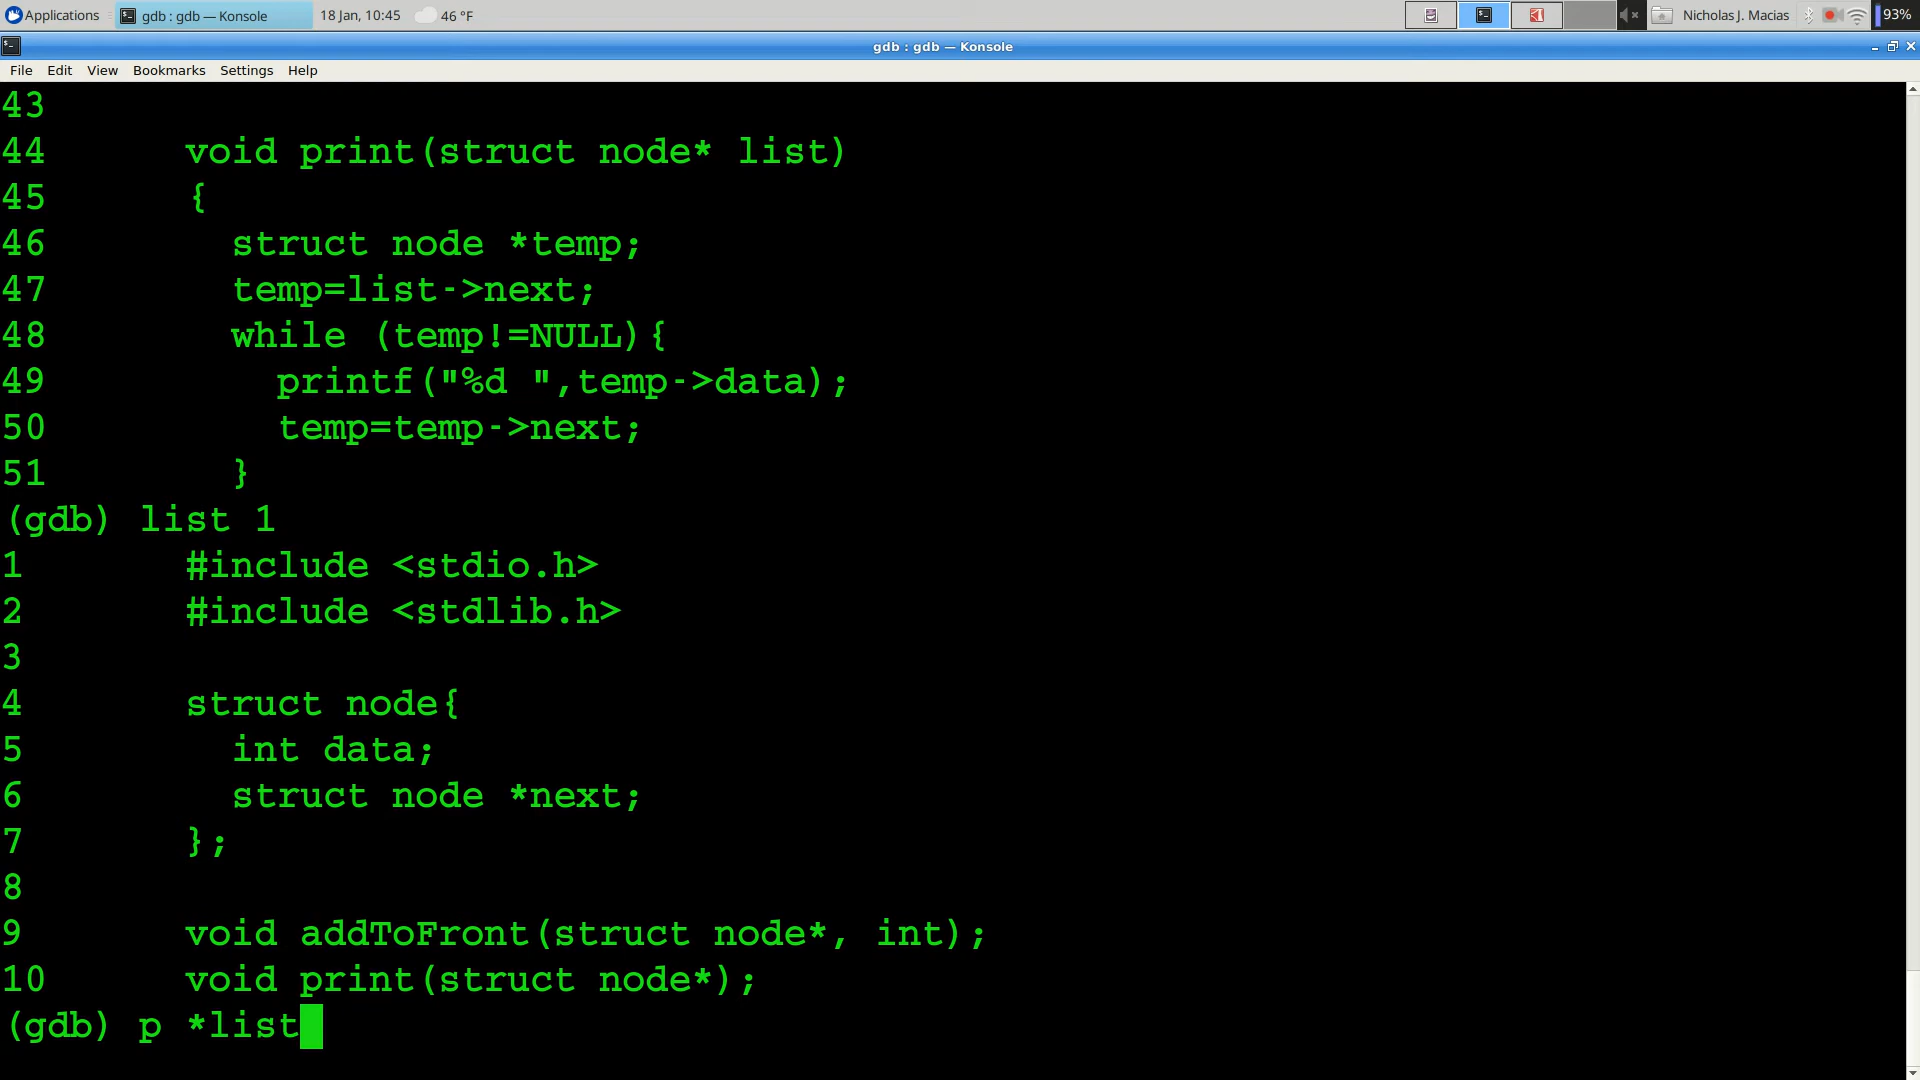 Applications gdb : gdb — Konsole 18 Jan, 10:45 46 °F Nicholas J. Macias 93%
gdb : gdb — Konsole
File Edit View Bookmarks Settings Help
43
44 void print(struct node* list)
45 {
46 struct node *temp;
47 temp=list->next;
48 while (temp!=NULL){
49 printf("%d ",temp->data);
50 temp=temp->next;
51 }
(gdb) list 1
1 #include <stdio.h>
2 #include <stdlib.h>
3
4 struct node{
5 int data;
6 struct node *next;
7 };
8
9 void addToFront(struct node*, int);
10 void print(struct node*);
(gdb) p *list